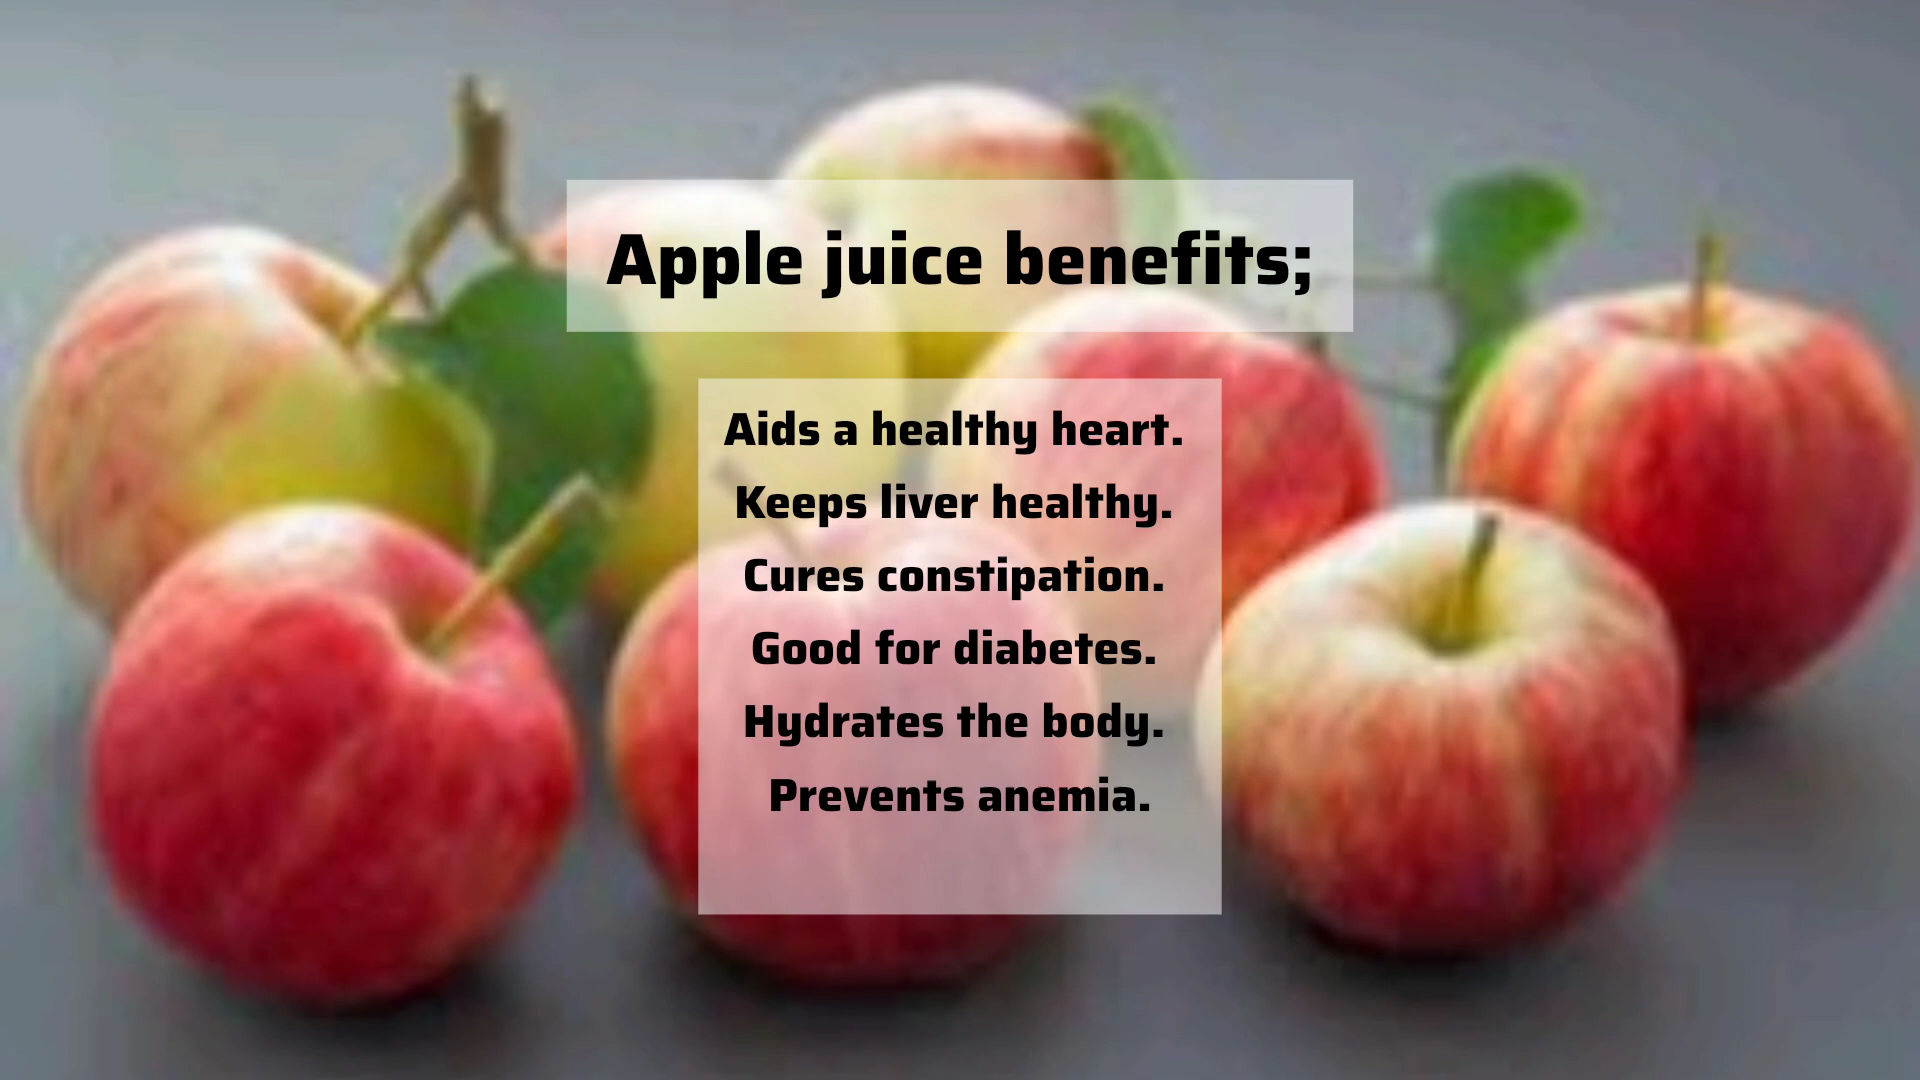 Apple juice benefits;
Aids a healthy heart.
Keeps liver healthy.
Cures constipation.
Good for diabetes.
Hydrates the body.
Prevents anemia.